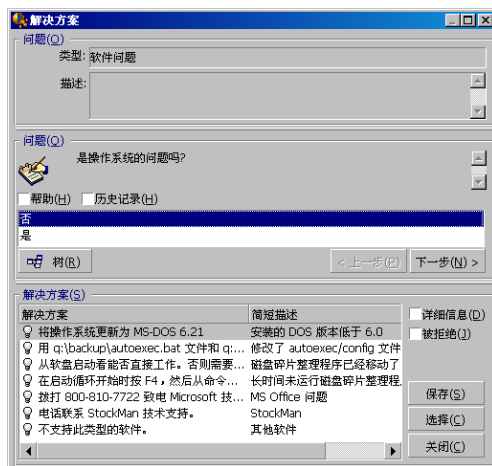 解决方案
问题(O)
类型: 软件问题
描述:
问题(O)
是操作系统的问题吗?
帮助(H) 历史记录(H)
否
是
树(R) < 上一步(P) 下一步(N) >
解决方案(S)
解决方案 简短描述
将操作系统更新为 MS-DOS 6.21 安装的 DOS 版本低于 6.0
用 q:\backup\autoexec.bat 文件和 q:... 修改了 autoexec/config 文件
从软盘启动看能否直接工作。否则需要... 磁盘碎片整理程序已经移动了
在启动循环开始时按 F4，然后从命令... 长时间未运行磁盘碎片整理程.
拨打 800-810-7722 致电 Microsoft 技... MS Office 问题
电话联系 StockMan 技术支持。 StockMan
不支持此类型的软件。 其他软件
详细信息(D)
被拒绝(J)
保存(S)
选择(C)
关闭(C)